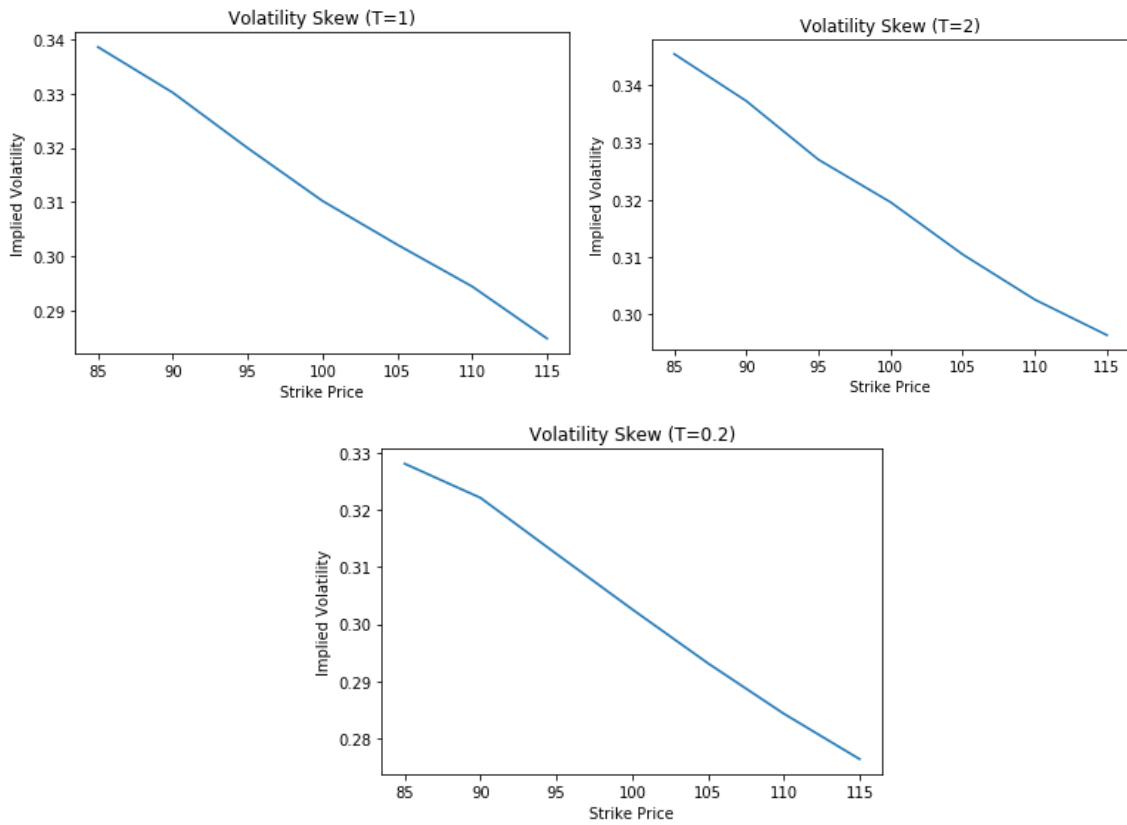 Volatility Skew (T=1)
0.34
0.33
0.32
0.31
0.30
0.29
Implied Volatility
85 90 95 100 105 110 115
Strike Price
Volatility Skew (T=2)
0.34
0.33
0.32
0.31
0.30
Implied Volatility
85 90 95 100 105 110 115
Strike Price
Volatility Skew (T=0.2)
0.33
0.32
0.31
0.30
0.29
0.28
Implied Volatility
85 90 95 100 105 110 115
Strike Price